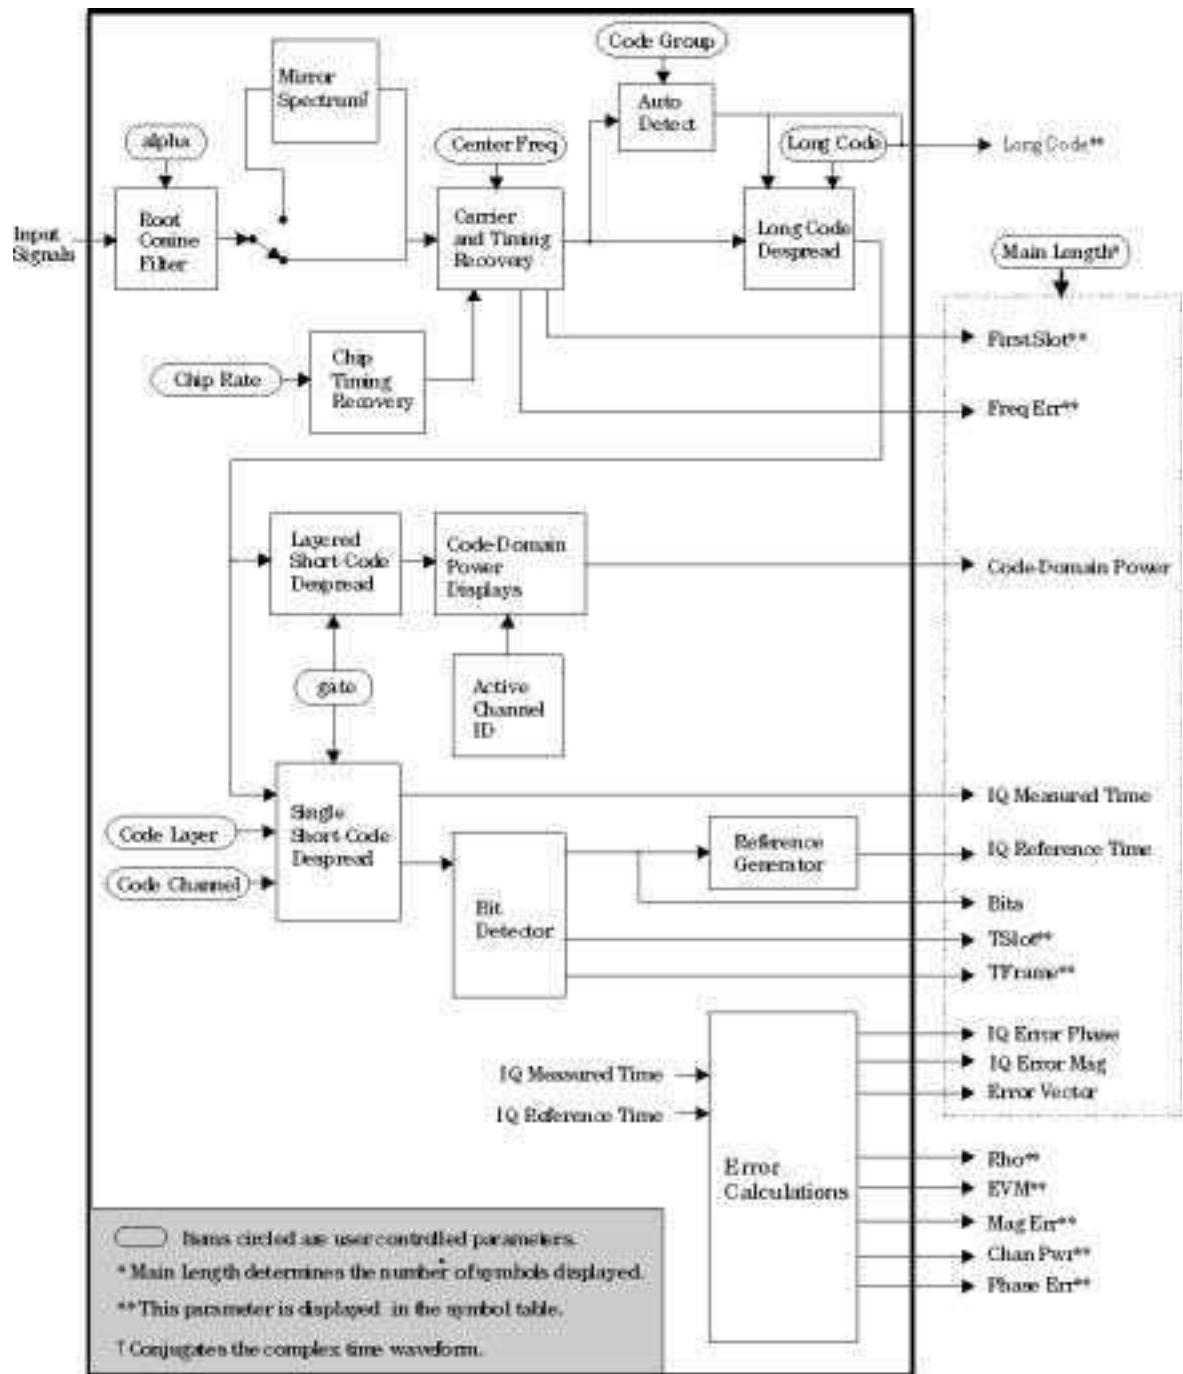 Code Group
Mirror
Spectrum†
Auto
Detect
alpha
Center Freq
Long Code
Long Code**
Input
Signals
Root
Cosine
Filter
Carrier
and Timing
Recovery
Long Code
Despread
Main Length*
First Slot**
Chip Rate
Chip
Timing
Recovery
Freq Err**
Layered
Short-Code
Despread
Code-Domain
Power
Displays
Code-Domain Power
gate
Active
Channel
ID
Single
Short-Code
Despread
IQ Measured Time
Code Layer
Code Channel
Reference
Generator
IQ Reference Time
Bit
Detector
Bits
TSlot**
TFrame**
IQ Error Phase
IQ Error Mag
Error Vector
IQ Measured Time
IQ Reference Time
Error
Calculations
Rho**
EVM**
Mag Err**
Chan Pwr**
Phase Err**
Items circled are user controlled parameters.
* Main Length determines the number of symbols displayed.
**This parameter is displayed in the symbol table.
† Conjugates the complex time waveform.